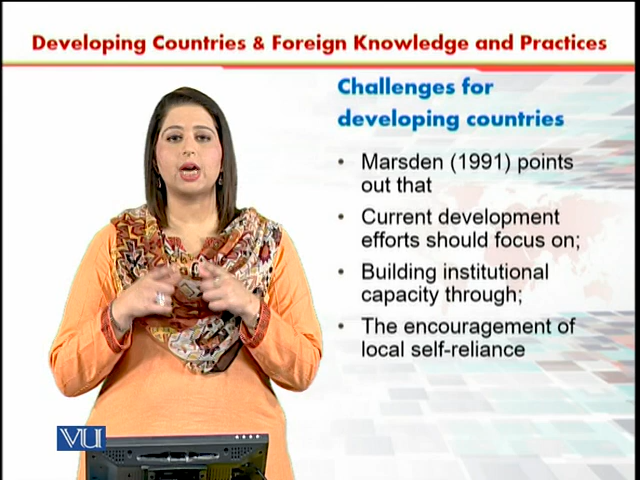 Developing Countries & Foreign Knowledge and Practices
Challenges for
developing countries
• Marsden (1991) points
out that
• Current development
efforts should focus on;
• Building institutional
capacity through;
• The encouragement of
local self-reliance
VU